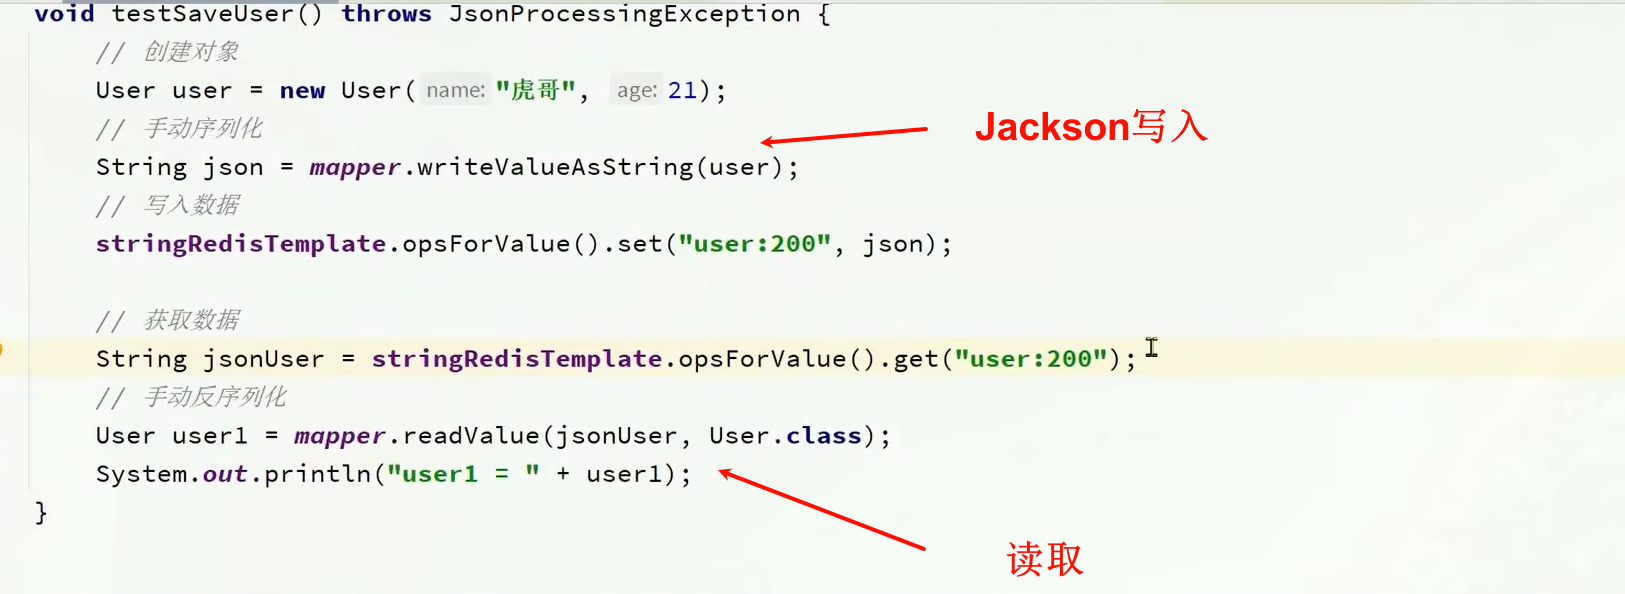 void testSaveUser() throws JsonProcessingException {
// 创建对象
User user = new User( name: "虎哥", age: 21);
// 手动序列化
Jackson写入
String json = mapper.writeValueAsString(user);
// 写入数据
stringRedisTemplate.opsForValue().set("user:200", json);
// 获取数据
String jsonUser = stringRedisTemplate.opsForValue().get("user:200");
// 手动反序列化
User user1 = mapper.readValue(jsonUser, User.class);
System.out.println("user1 = " + user1);
}
读取